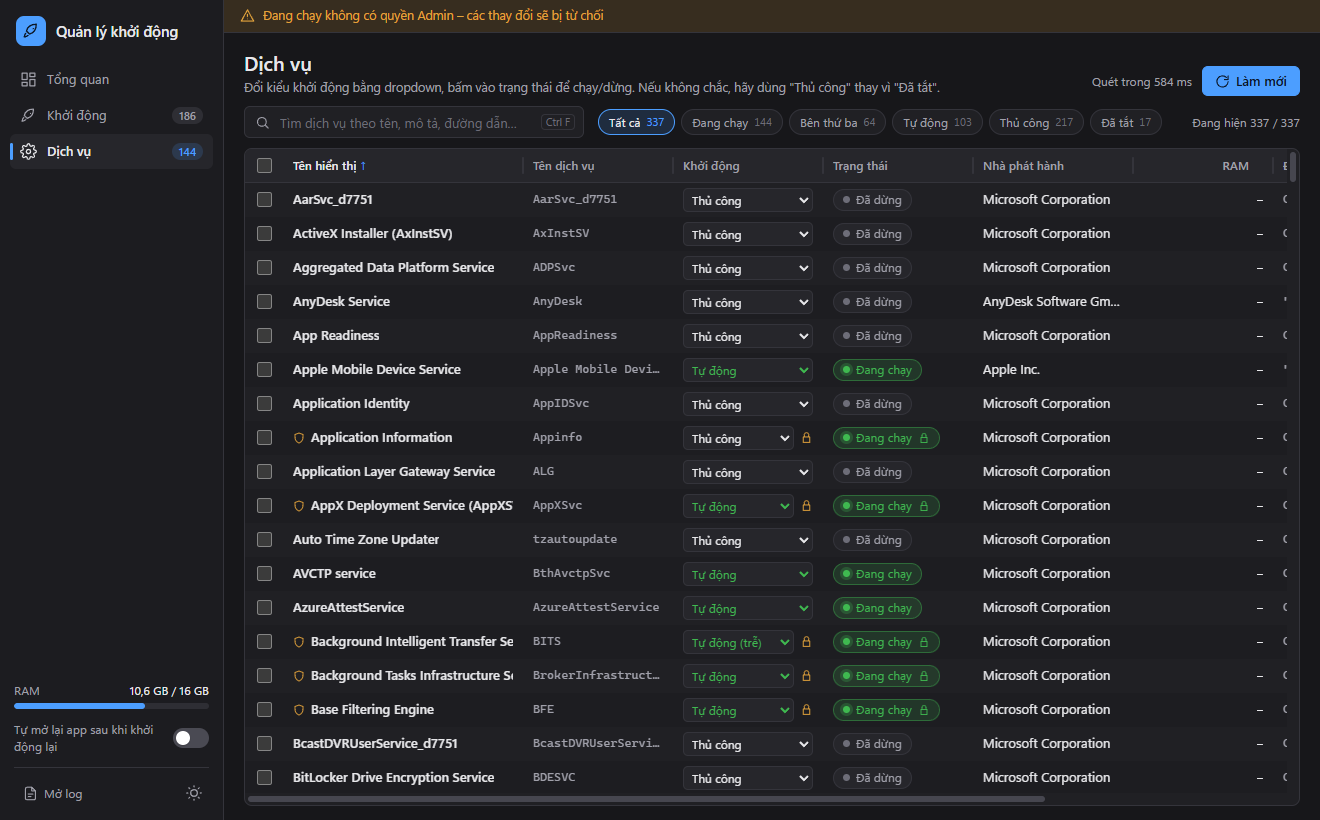 Quản lý khởi động
Đang chạy không có quyền Admin – các thay đổi sẽ bị từ chối
Tổng quan
Khởi động 186
Dịch vụ 144
Dịch vụ
Đổi kiểu khởi động bằng dropdown, bấm vào trạng thái để chạy/dừng. Nếu không chắc, hãy dùng "Thủ công" thay vì "Đã tắt".
Quét trong 584 ms Làm mới
Tìm dịch vụ theo tên, mô tả, đường dẫn... Ctrl F Tất cả 337 Đang chạy 144 Bên thứ ba 64 Tự động 103 Thủ công 217 Đã tắt 17 Đang hiện 337 / 337
Tên hiển thị ↑ Tên dịch vụ Khởi động Trạng thái Nhà phát hành RAM
AarSvc_d7751 AarSvc_d7751 Thủ công Đã dừng Microsoft Corporation –
ActiveX Installer (AxInstSV) AxInstSV Thủ công Đã dừng Microsoft Corporation –
Aggregated Data Platform Service ADPSvc Thủ công Đã dừng Microsoft Corporation –
AnyDesk Service AnyDesk Thủ công Đã dừng AnyDesk Software Gm... –
App Readiness AppReadiness Thủ công Đã dừng Microsoft Corporation –
Apple Mobile Device Service Apple Mobile Devi... Tự động Đang chạy Apple Inc. –
Application Identity AppIDSvc Thủ công Đã dừng Microsoft Corporation –
Application Information Appinfo Thủ công Đang chạy Microsoft Corporation –
Application Layer Gateway Service ALG Thủ công Đã dừng Microsoft Corporation –
AppX Deployment Service (AppXS AppXSvc Tự động Đang chạy Microsoft Corporation –
Auto Time Zone Updater tzautoupdate Thủ công Đã dừng Microsoft Corporation –
AVCTP service BthAvctpSvc Tự động Đang chạy Microsoft Corporation –
AzureAttestService AzureAttestService Tự động Đang chạy Microsoft Corporation –
Background Intelligent Transfer Se BITS Tự động (trễ) Đang chạy Microsoft Corporation –
Background Tasks Infrastructure Se BrokerInfrastruct... Tự động Đang chạy Microsoft Corporation –
Base Filtering Engine BFE Tự động Đang chạy Microsoft Corporation –
BcastDVRUserService_d7751 BcastDVRUserServi... Thủ công Đã dừng Microsoft Corporation –
BitLocker Drive Encryption Service BDESVC Thủ công Đã dừng Microsoft Corporation –
RAM 10,6 GB / 16 GB
Tự mở lại app sau khi khởi
động lại
Mở log